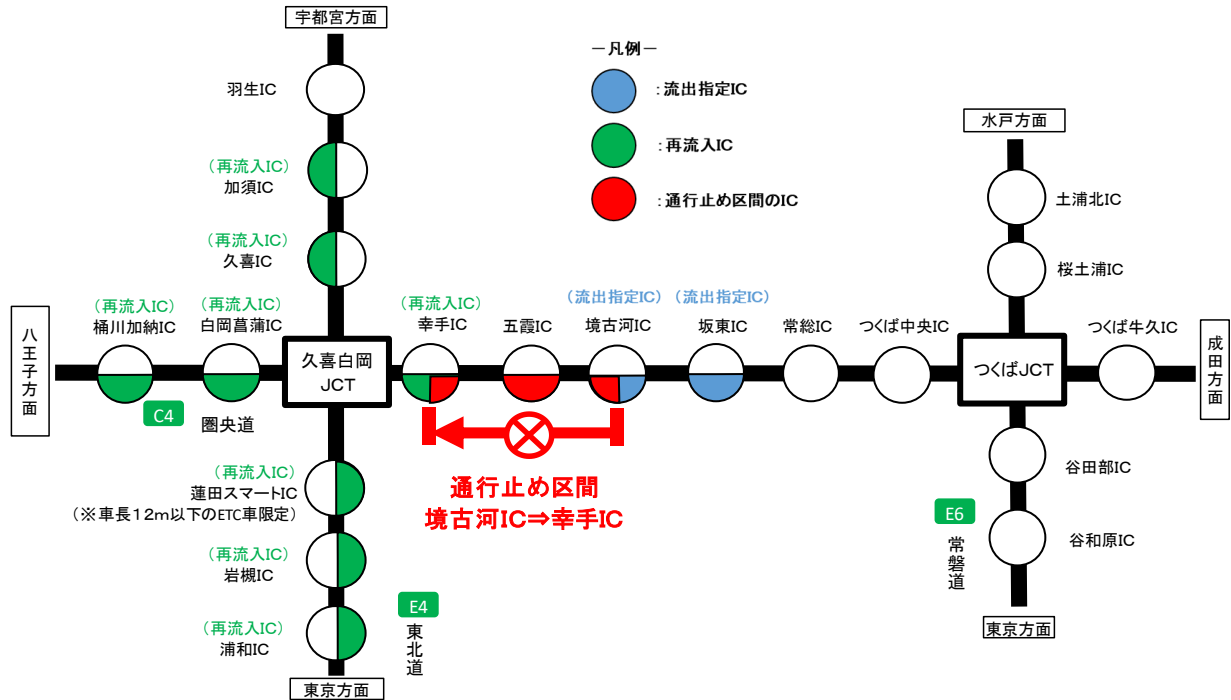 宇都宮方面
羽生IC
（再流入IC）
加須IC
（再流入IC）
久喜IC
－凡例－
：流出指定IC
：再流入IC
：通行止め区間のIC
水戸方面
土浦北IC
桜土浦IC
八王子方面
（再流入IC）
桶川加納IC
（再流入IC）
白岡菖蒲IC
久喜白岡
JCT
（再流入IC）
幸手IC
五霞IC
（流出指定IC）
境古河IC
（流出指定IC）
坂東IC
常総IC
つくば中央IC
つくばJCT
つくば牛久IC
成田方面
C4
圏央道
通行止め区間
境古河IC⇒幸手IC
（再流入IC）
蓮田スマートIC
（※車長12m以下のETC車限定）
（再流入IC）
岩槻IC
（再流入IC）
浦和IC
E4
東北道
東京方面
谷田部IC
E6
常磐道
谷和原IC
東京方面